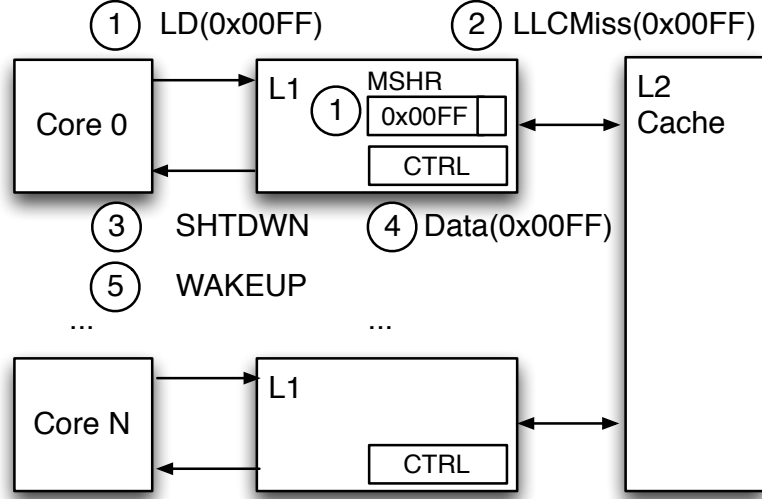 1 LD(0x00FF)
2 LLCMiss(0x00FF)
Core 0
L1
MSHR
1 0x00FF
CTRL
L2
Cache
3 SHTDWN
4 Data(0x00FF)
5 WAKEUP
...
...
Core N
L1
CTRL